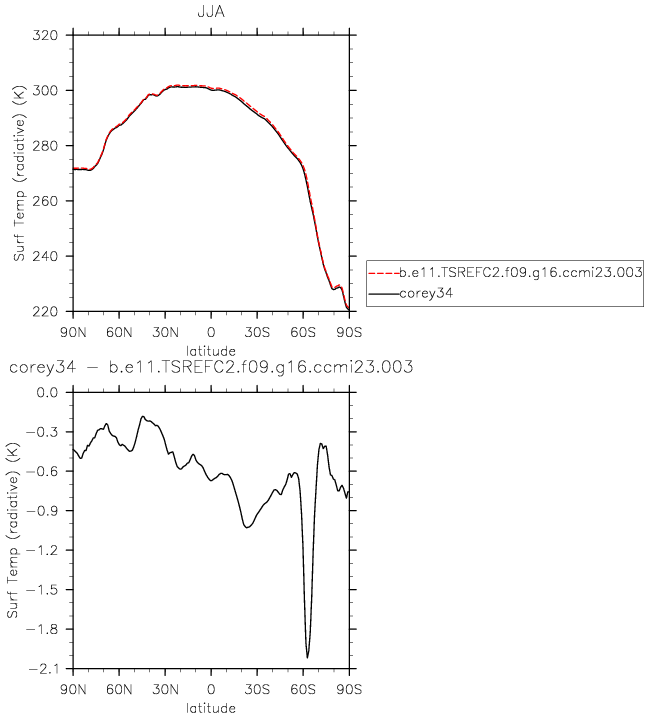 JJA
320
300
280
260
240
220
Surf Temp (radiative) (K)
90N 60N 30N 0 30S 60S 90S
latitude
b.e11.TSREFC2.f09.g16.ccmi23.003
corey34
corey34 − b.e11.TSREFC2.f09.g16.ccmi23.003
0.0
−0.3
−0.6
−0.9
−1.2
−1.5
−1.8
−2.1
Surf Temp (radiative) (K)
90N 60N 30N 0 30S 60S 90S
latitude